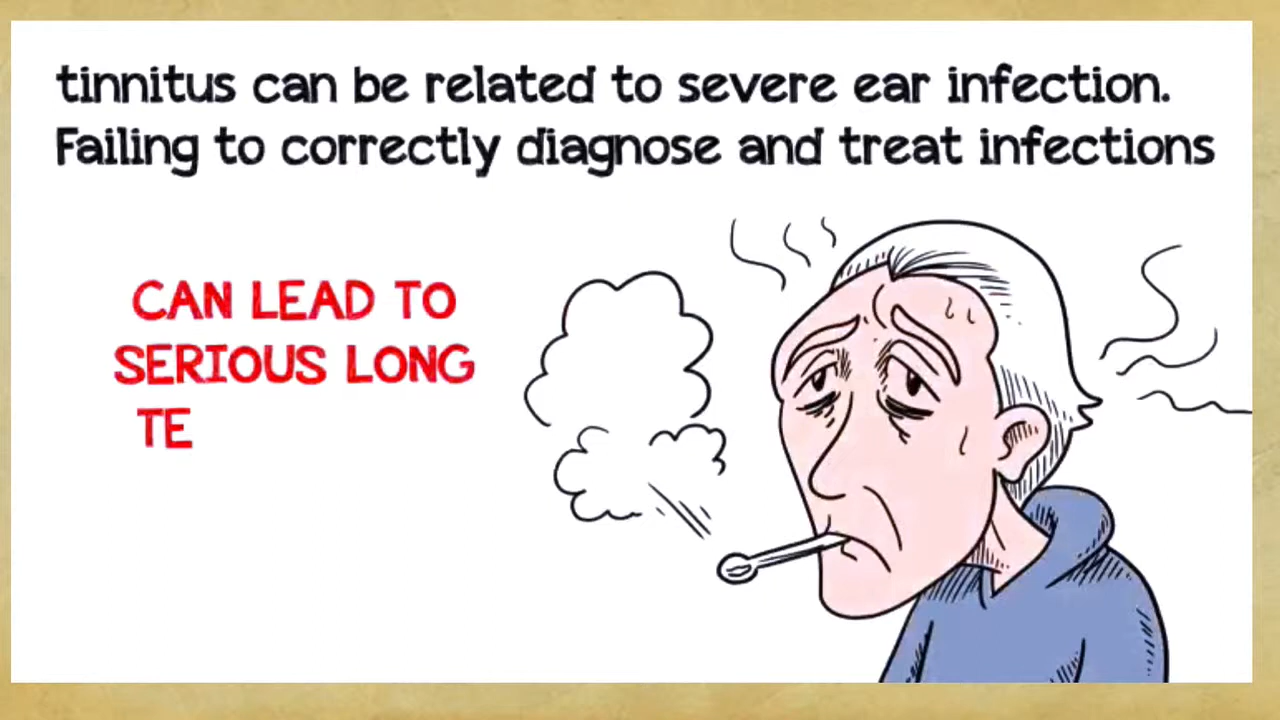 tinnitus can be related to severe ear infection.
Failing to correctly diagnose and treat infections
CAN LEAD TO
SERIOUS LONG
TE